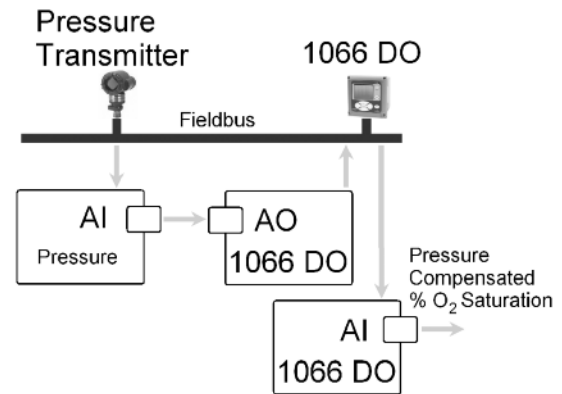 Pressure
Transmitter
1066 DO
Fieldbus
AI
Pressure
AO
1066 DO
Pressure
Compensated
% O₂ Saturation
AI
1066 DO